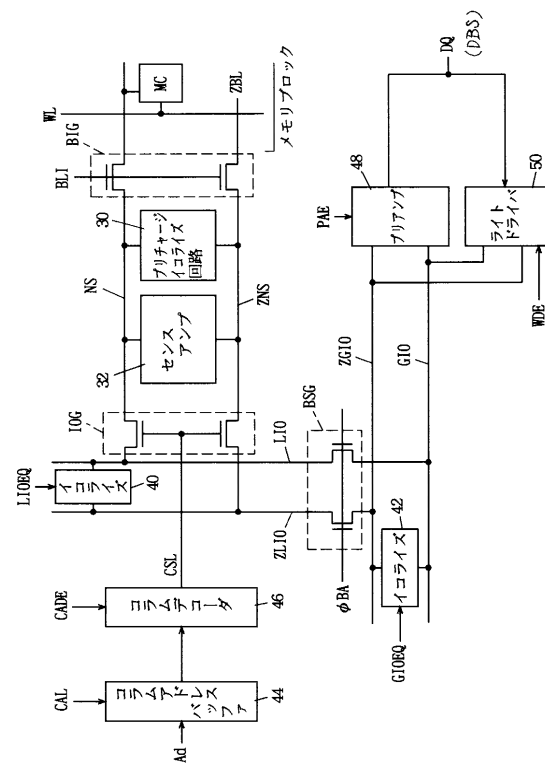 WL
BIG
BLI
MC
ZBL
メモリブロック
NS
30
プリチャージ
イコライズ
回路
32
センス
アンプ
ZNS
IOG
LIOEQ
イコライズ
40
LIO
ZLIO
BSG
CSL
CADE
コラムデコーダ
46
CAL
コラムアドレス
バッファ
44
Ad
φBA
GIOEQ
イコライズ
42
ZGIO
GIO
PAE
プリアンプ
48
ライト
ドライバ
50
WDE
DQ
(DBS)